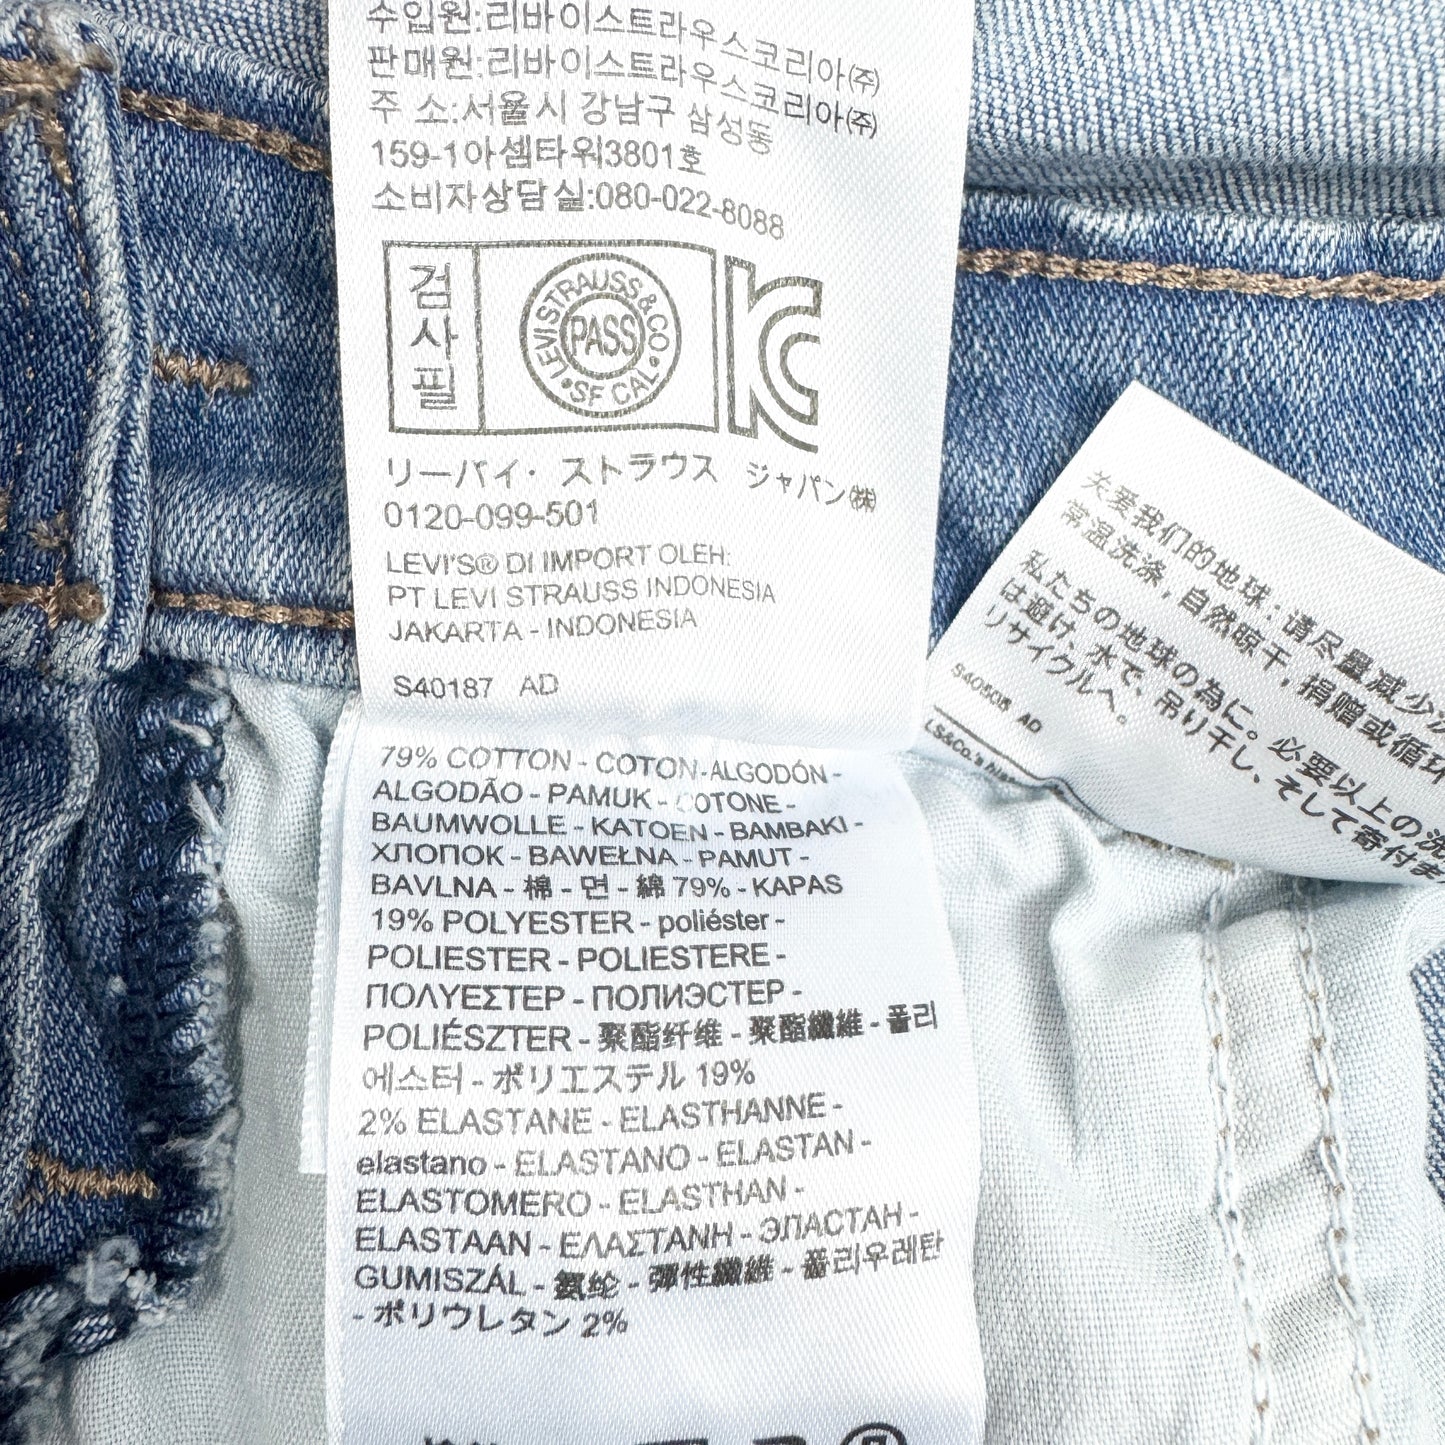 수입원:리바이스트라우스코리아(주)
판매원:리바이스트라우스코리아(주)
주 소:서울시 강남구 삼성동
159-1아셈타워3801호
소비자상담실:080-022-8088
검사필
LEVI STRAUSS & CO
PASS
SF CAL
リーバイ・ストラウス ジャパン(株)
0120-099-501
LEVI'S® DI IMPORT OLEH:
PT LEVI STRAUSS INDONESIA
JAKARTA - INDONESIA
S40187 AD
79% COTTON - COTON - ALGODÓN -
ALGODÃO - PAMUK - COTONE -
BAUMWOLLE - KATOEN - BAMBAKI -
ХЛОПОК - BAWEŁNA - PAMUT -
BAVLNA - 棉 - 면 - 綿 79% - KAPAS
19% POLYESTER - poliéster -
POLIESTER - POLIESTERE -
ΠΟΛΥΕΣΤΕΡ - ПОЛИЭСТЕР -
POLIÉSZTER - 聚酯纤维 - 聚酯纖維 - 폴리
에스터 - ポリエステル 19%
2% ELASTANE - ELASTHANNE -
elastano - ELASTANO - ELASTAN -
ELASTOMERO - ELASTHAN -
ELASTAAN - ΕΛΑΣΤΑΝΗ - ЭЛАСТАН -
GUMISZÁL - 氨纶 - 彈性纖維 - 폴리우레탄
- ポリウレタン 2%
关爱我们的地球：请尽量减少
常温洗涤，自然晾干，捐赠或循环
私たちの地球の為に。必要以上の洗
は避け、水で、吊り干し、そして寄付ま
リサイクルへ。
S40508 AD
LS&Co.'s